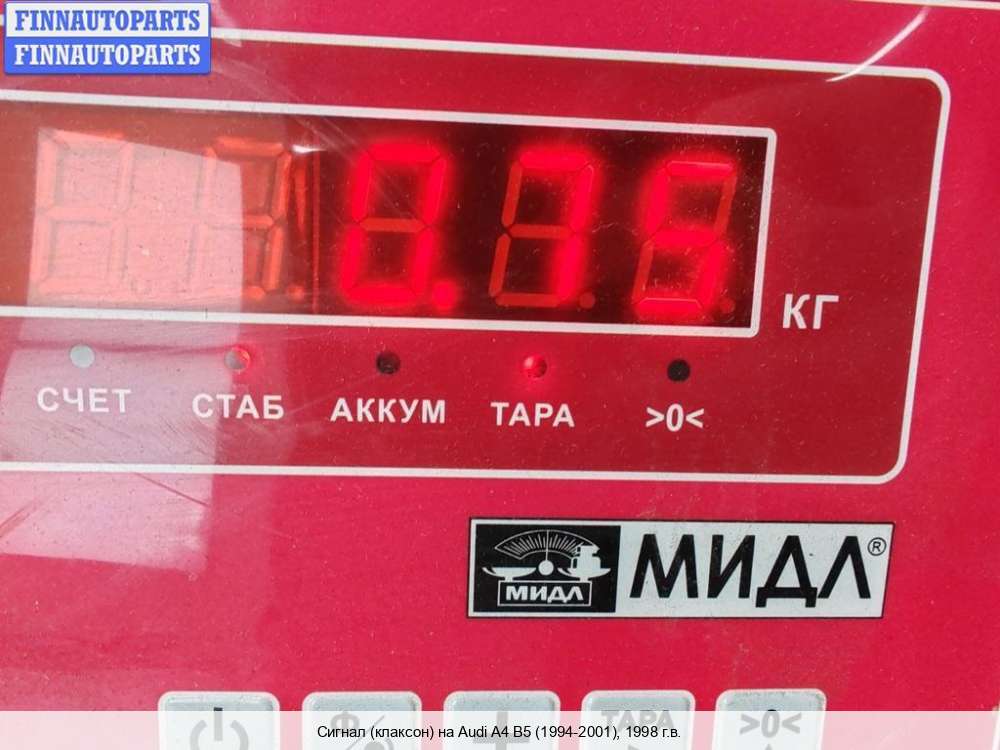 FINNAUTOPARTS
FINNAUTOPARTS
КГ
СЧЕТ СТАБ АККУМ ТАРА >0<
МИДЛ МИДЛ®
ТАРА >0<
Сигнал (клаксон) на Audi A4 B5 (1994-2001), 1998 г.в.